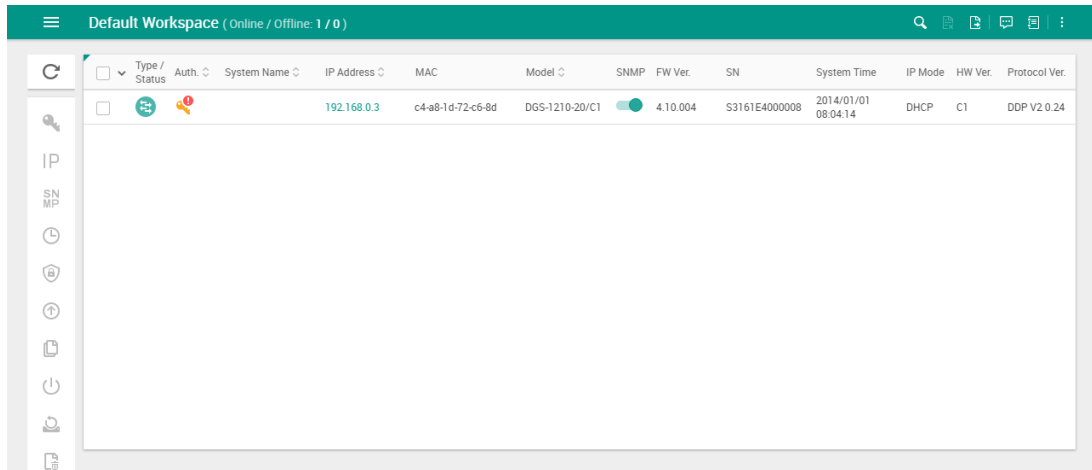 Default Workspace ( Online / Offline: 1 / 0 )
Type / Status Auth. System Name IP Address MAC Model SNMP FW Ver. SN System Time IP Mode HW Ver. Protocol Ver.
192.168.0.3 c4-a8-1d-72-c6-8d DGS-1210-20/C1 4.10.004 S3161E4000008 2014/01/01 08:04:14 DHCP C1 DDP V2 0.24
IP
SN
MP